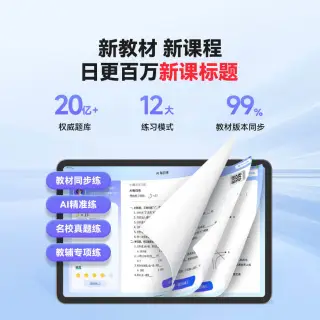 新教材 新课程
日更百万新课标题
20亿+
12大
99%
权威题库
练习模式
教材版本同步
教材同步练
AI精准练
名校真题练
教辅专项练